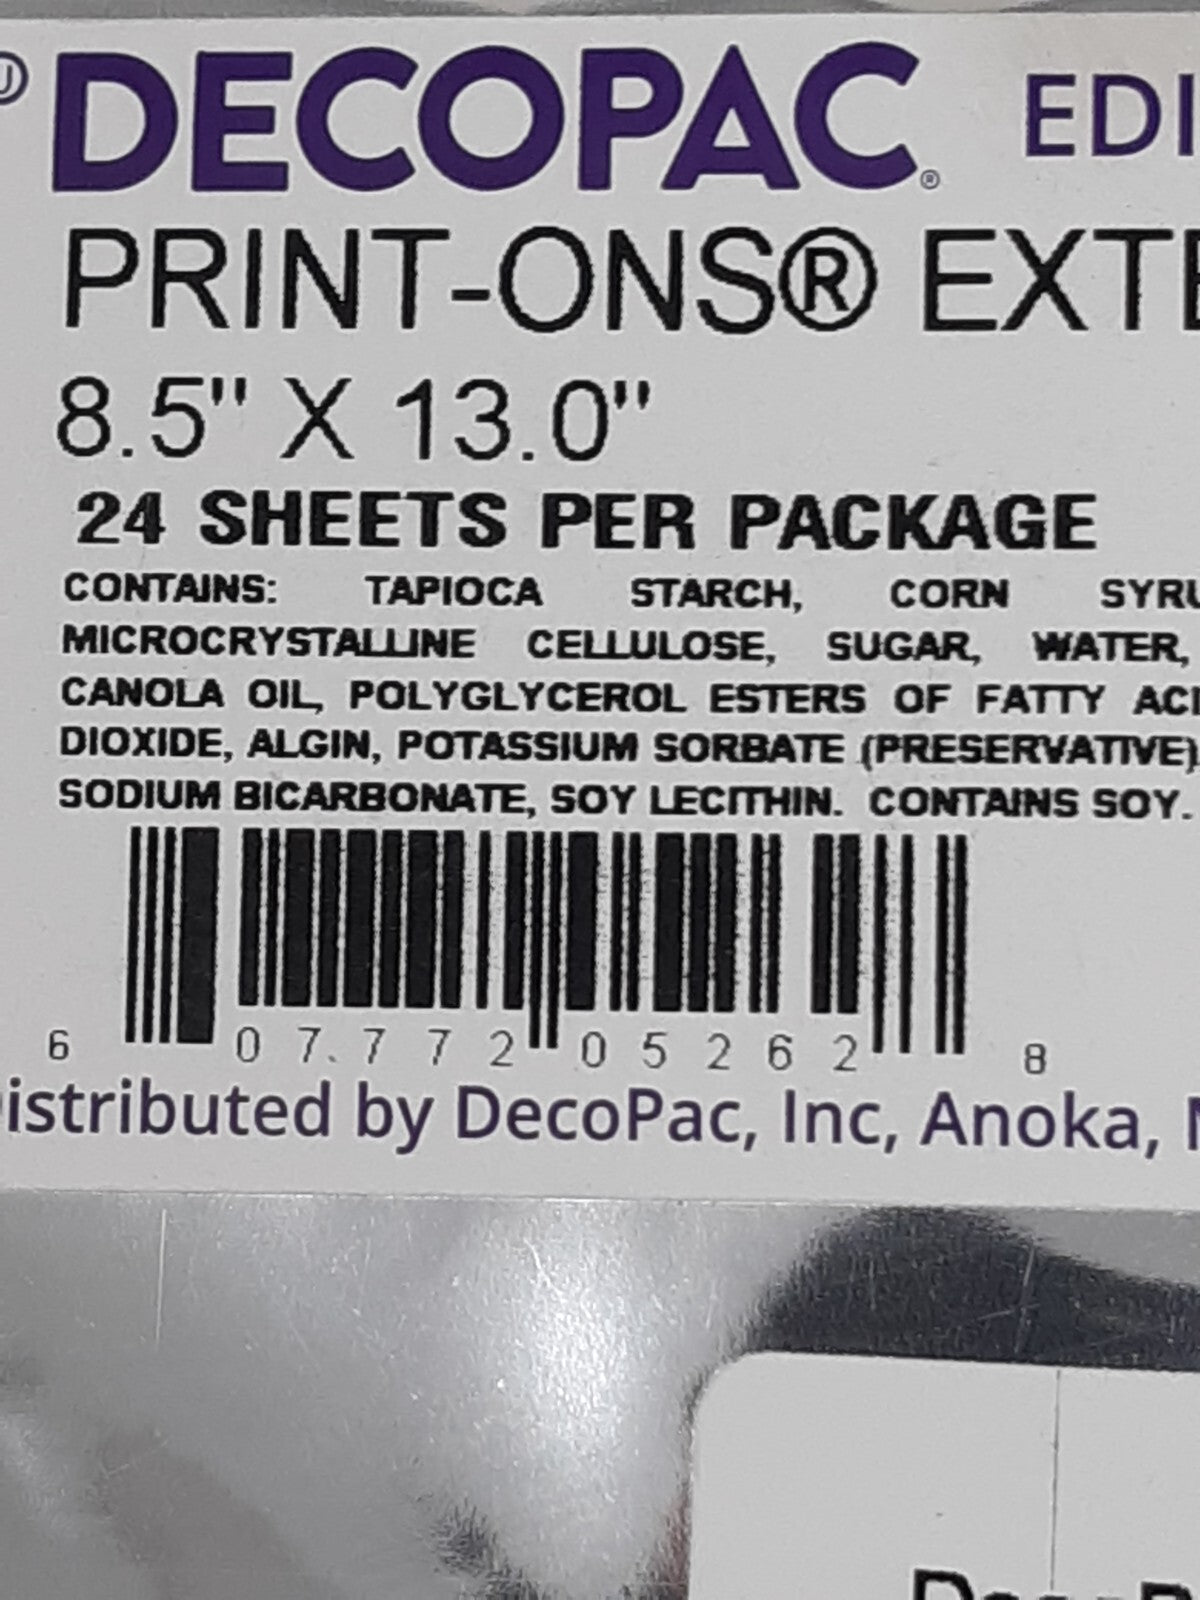 Ⓤ DECOPAC® EDI
PRINT-ONS® EXTE
8.5" X 13.0"
24 SHEETS PER PACKAGE
CONTAINS: TAPIOCA STARCH, CORN SYRU
MICROCRYSTALLINE CELLULOSE, SUGAR, WATER,
CANOLA OIL, POLYGLYCEROL ESTERS OF FATTY ACI
DIOXIDE, ALGIN, POTASSIUM SORBATE (PRESERVATIVE)
SODIUM BICARBONATE, SOY LECITHIN. CONTAINS SOY.
6 07.772 05262 8
istributed by DecoPac, Inc, Anoka,